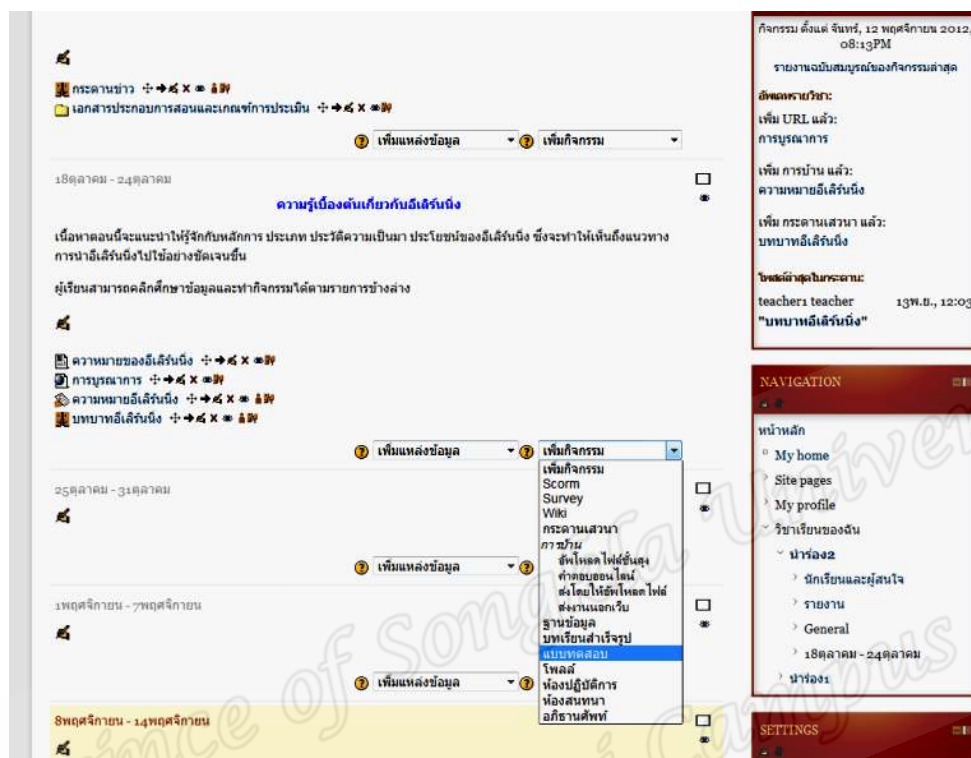 กระดานข่าว
เอกสารประกอบการสอนและเกณฑ์การประเมิน
เพิ่มแหล่งข้อมูล เพิ่มกิจกรรม
18ตุลาคม - 24ตุลาคม
ความรู้เบื้องต้นเกี่ยวกับอีเลิร์นนิ่ง
เนื้อหาตอนนี้จะแนะนำให้รู้จักกับหลักการ ประเภท ประวัติความเป็นมา ประโยชน์ของอีเลิร์นนิ่ง ซึ่งจะทำให้เห็นถึงแนวทาง
การนำอีเลิร์นนิ่งไปใช้อย่างชัดเจนขึ้น
ผู้เรียนสามารถคลิกศึกษาข้อมูลและทำกิจกรรมได้ตามรายการข้างล่าง
ควาหมายของอีเลิร์นนิ่ง
การบูรณาการ
ความหมายอีเลิร์นนิ่ง
บทบาทอีเลิร์นนิ่ง
เพิ่มแหล่งข้อมูล เพิ่มกิจกรรม
เพิ่มกิจกรรม
Scorm
Survey
Wiki
กระดานเสวนา
การบ้าน
อัพโหลดไฟล์ขั้นสูง
คำตอบออนไลน์
ส่งโดยให้อัพโหลดไฟล์
ส่งงานนอกเว็บ
ฐานข้อมูล
บทเรียนสำเร็จรูป
แบบทดสอบ
โพลล์
ห้องปฏิบัติการ
ห้องสนทนา
อภิธานศัพท์
25ตุลาคม - 31ตุลาคม
เพิ่มแหล่งข้อมูล
1พฤศจิกายน - 7พฤศจิกายน
เพิ่มแหล่งข้อมูล
8พฤศจิกายน - 14พฤศจิกายน
กิจกรรม ตั้งแต่ จันทร์, 12 พฤศจิกายน 2012,
08:13PM
รายงานฉบับสมบูรณ์ของกิจกรรมล่าสุด
อัพเดทรายวิชา:
เพิ่ม URL แล้ว:
การบูรณาการ
เพิ่ม การบ้าน แล้ว:
ความหมายอีเลิร์นนิ่ง
เพิ่ม กระดานเสวนา แล้ว:
บทบาทอีเลิร์นนิ่ง
โพสต์ล่าสุดในกระดาน:
teacher1 teacher 13พ.ย., 12:03
"บทบาทอีเลิร์นนิ่ง"
NAVIGATION
หน้าหลัก
My home
Site pages
My profile
วิชาเรียนของฉัน
นำร่อง2
นักเรียนและผู้สนใจ
รายงาน
General
18ตุลาคม - 24ตุลาคม
นำร่อง1
SETTINGS